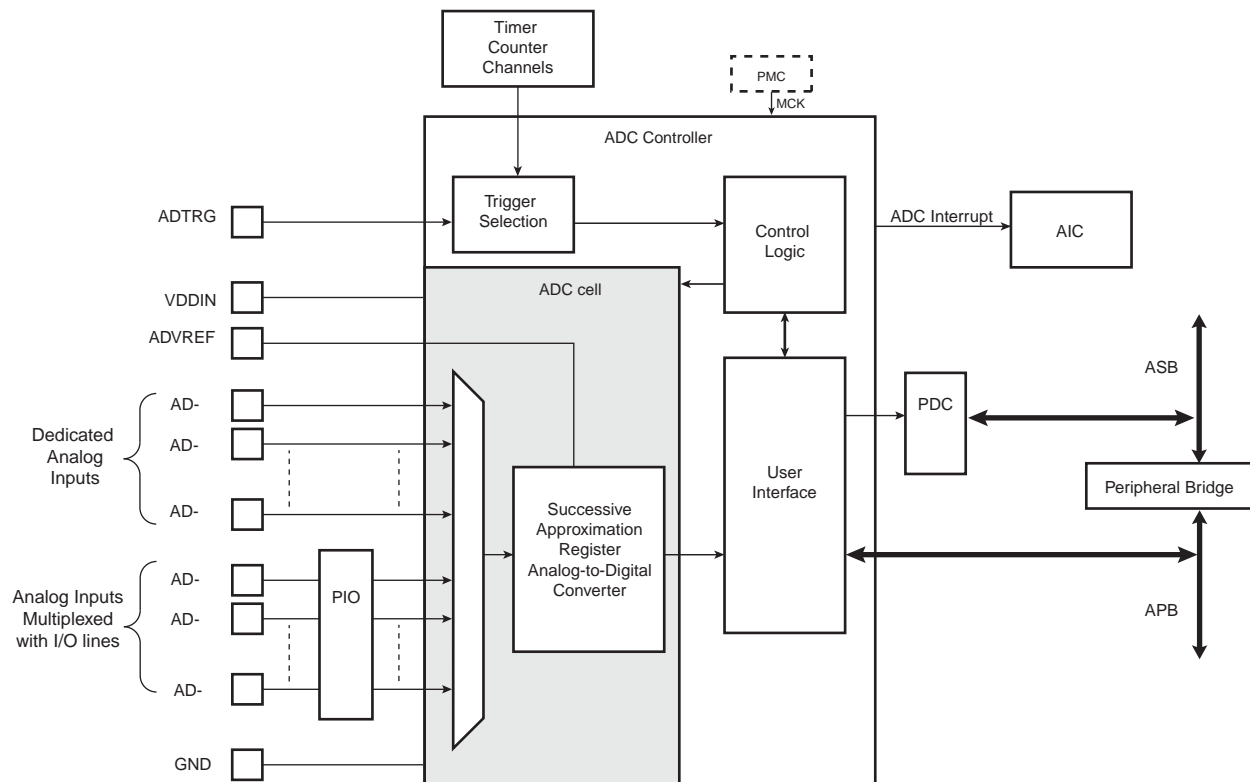 Timer
Counter
Channels
PMC
MCK
ADC Controller
ADTRG
Trigger
Selection
Control
Logic
ADC Interrupt
AIC
VDDIN
ADC cell
ADVREF
ASB
PDC
Dedicated
Analog
Inputs
AD-
AD-
AD-
User
Interface
Peripheral Bridge
Successive
Approximation
Register
Analog-to-Digital
Converter
Analog Inputs
Multiplexed
with I/O lines
AD-
AD-
AD-
PIO
APB
GND